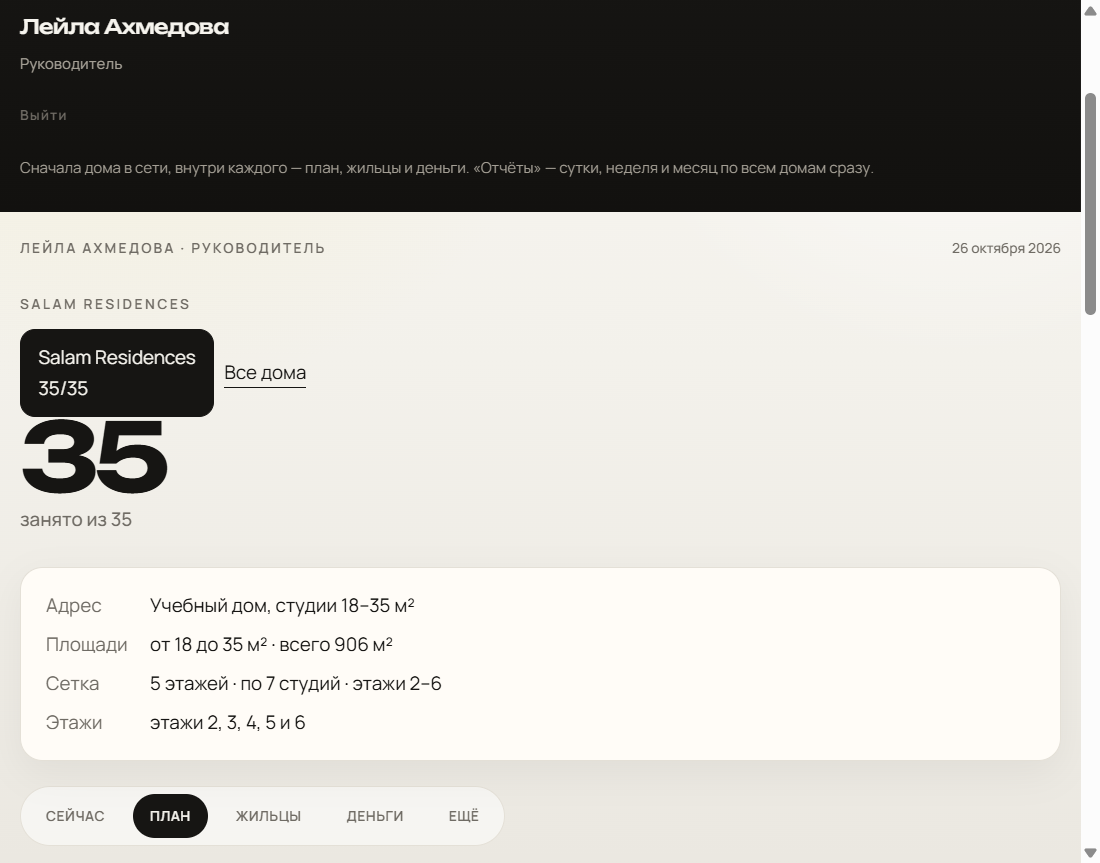 Лейла Ахмедова
Руководитель
Выйти
Сначала дома в сети, внутри каждого — план, жильцы и деньги. «Отчёты» — сутки, неделя и месяц по всем домам сразу.
ЛЕЙЛА АХМЕДОВА · РУКОВОДИТЕЛЬ
26 октября 2026
SALAM RESIDENCES
Salam Residences
35/35
Все дома
35
занято из 35
Адрес Учебный дом, студии 18–35 м²
Площади от 18 до 35 м² · всего 906 м²
Сетка 5 этажей · по 7 студий · этажи 2–6
Этажи этажи 2, 3, 4, 5 и 6
СЕЙЧАС ПЛАН ЖИЛЬЦЫ ДЕНЬГИ ЕЩЁ